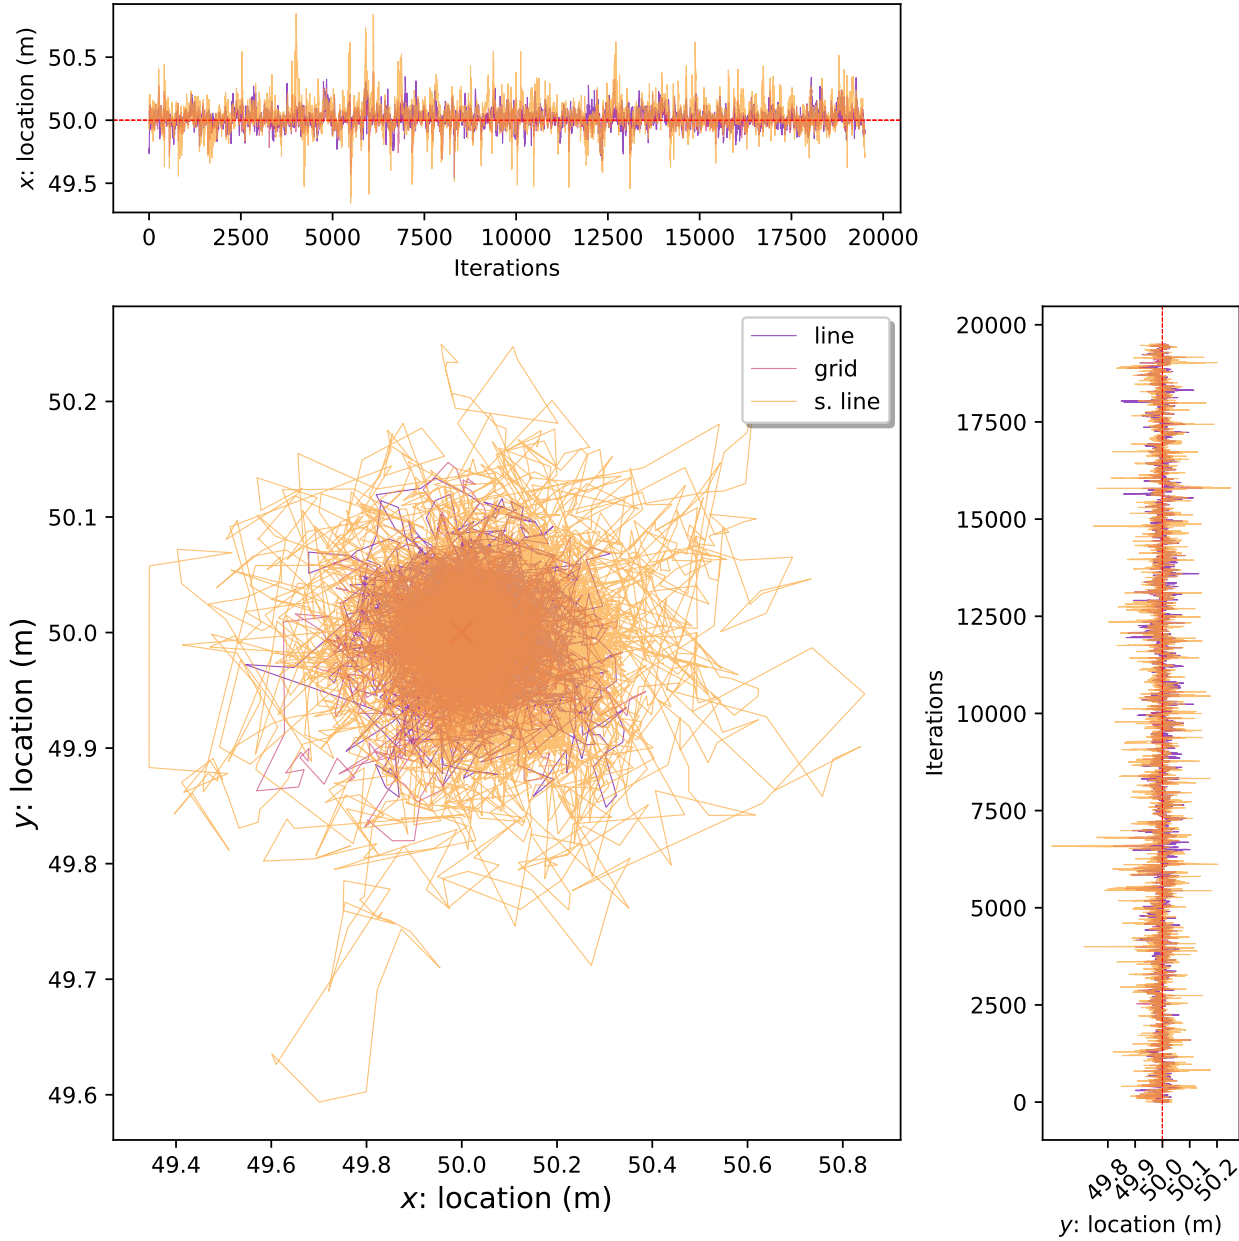 x: location (m)
50.5
50.0
49.5
0 2500 5000 7500 10000 12500 15000 17500 20000
Iterations
line
grid
s. line
y: location (m)
50.2
50.1
50.0
49.9
49.8
49.7
49.6
49.4 49.6 49.8 50.0 50.2 50.4 50.6 50.8
x: location (m)
Iterations
20000
17500
15000
12500
10000
7500
5000
2500
0
49.8 49.9 50.0 50.1 50.2
y: location (m)